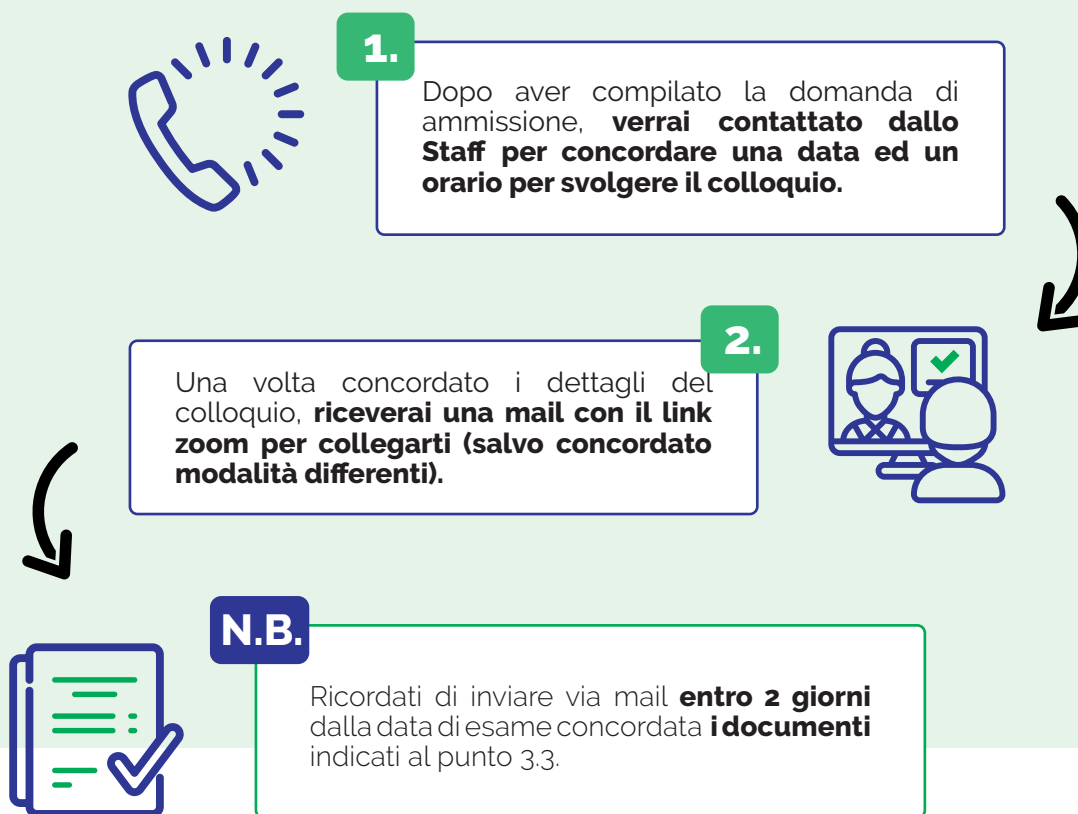 1.
Dopo aver compilato la domanda di
ammissione, verrai contattato dallo
Staff per concordare una data ed un
orario per svolgere il colloquio.
2.
Una volta concordato i dettagli del
colloquio, riceverai una mail con il link
zoom per collegarti (salvo concordato
modalità differenti).
N.B.
Ricordati di inviare via mail entro 2 giorni
dalla data di esame concordata i documenti
indicati al punto 3.3.